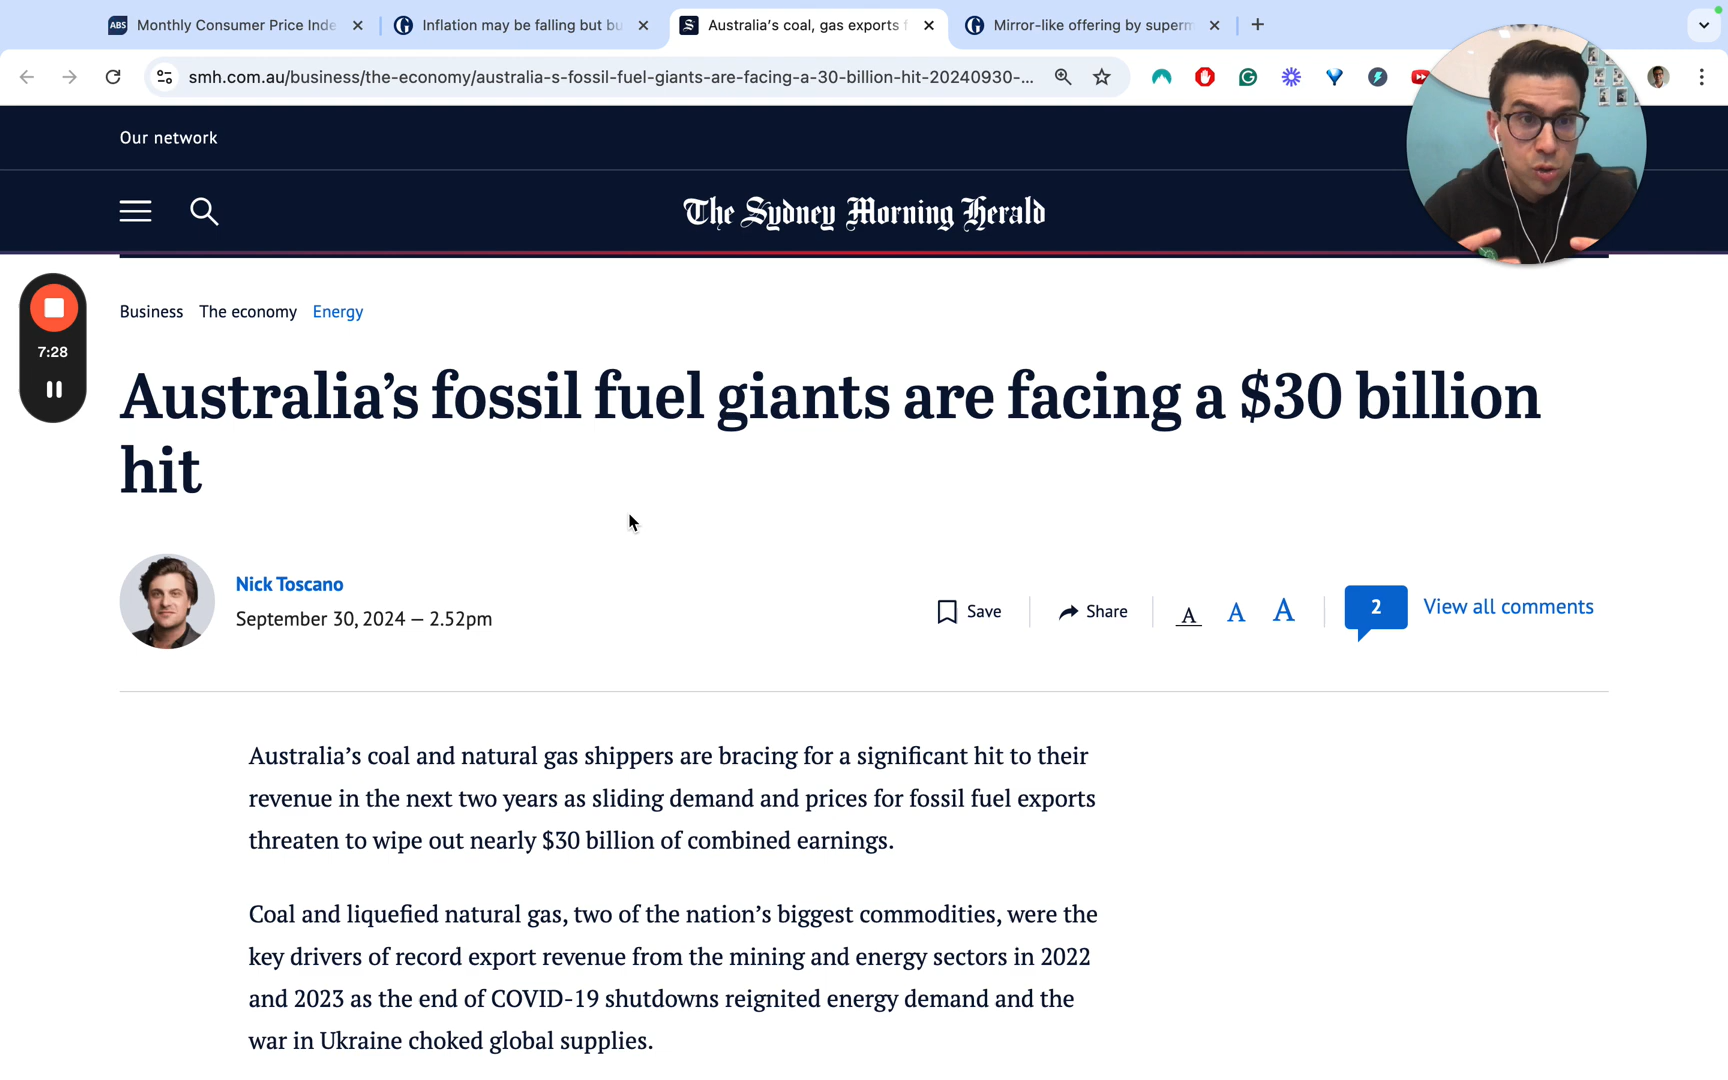 ABS Monthly Consumer Price Inde
Inflation may be falling but bu
Australia's coal, gas exports f
Mirror-like offering by superm
smh.com.au/business/the-economy/australia-s-fossil-fuel-giants-are-facing-a-30-billion-hit-20240930-...
Our network
The Sydney Morning Herald
7:28
Business The economy Energy
Australia’s fossil fuel giants are facing a $30 billion
hit
Nick Toscano
September 30, 2024 — 2.52pm
Save
Share
A A A
2
View all comments
Australia’s coal and natural gas shippers are bracing for a significant hit to their
revenue in the next two years as sliding demand and prices for fossil fuel exports
threaten to wipe out nearly $30 billion of combined earnings.
Coal and liquefied natural gas, two of the nation’s biggest commodities, were the
key drivers of record export revenue from the mining and energy sectors in 2022
and 2023 as the end of COVID-19 shutdowns reignited energy demand and the
war in Ukraine choked global supplies.